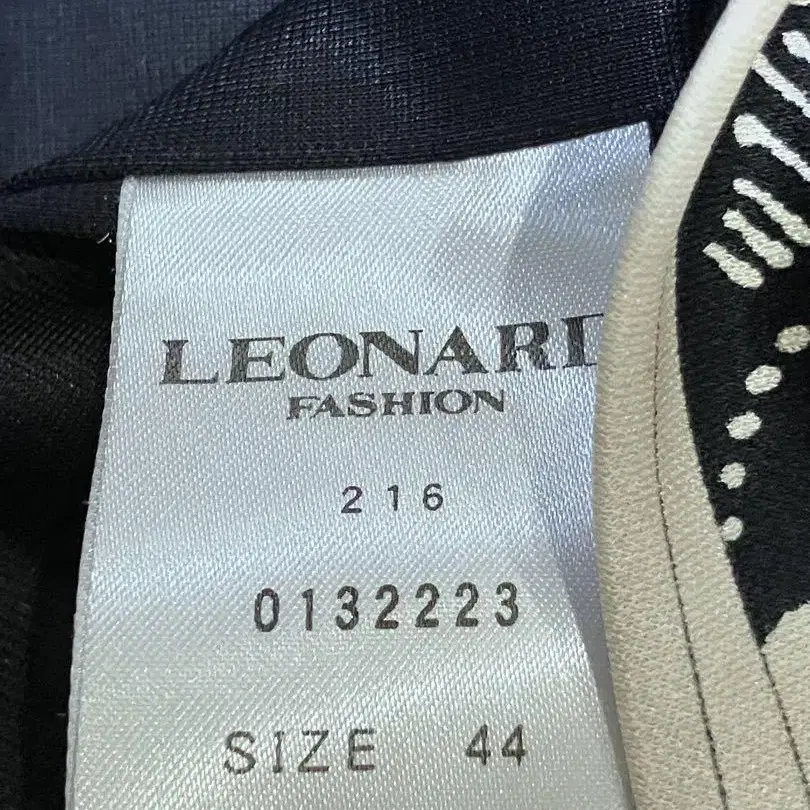 LEONARD
FASHION
216
0132223
SIZE 44